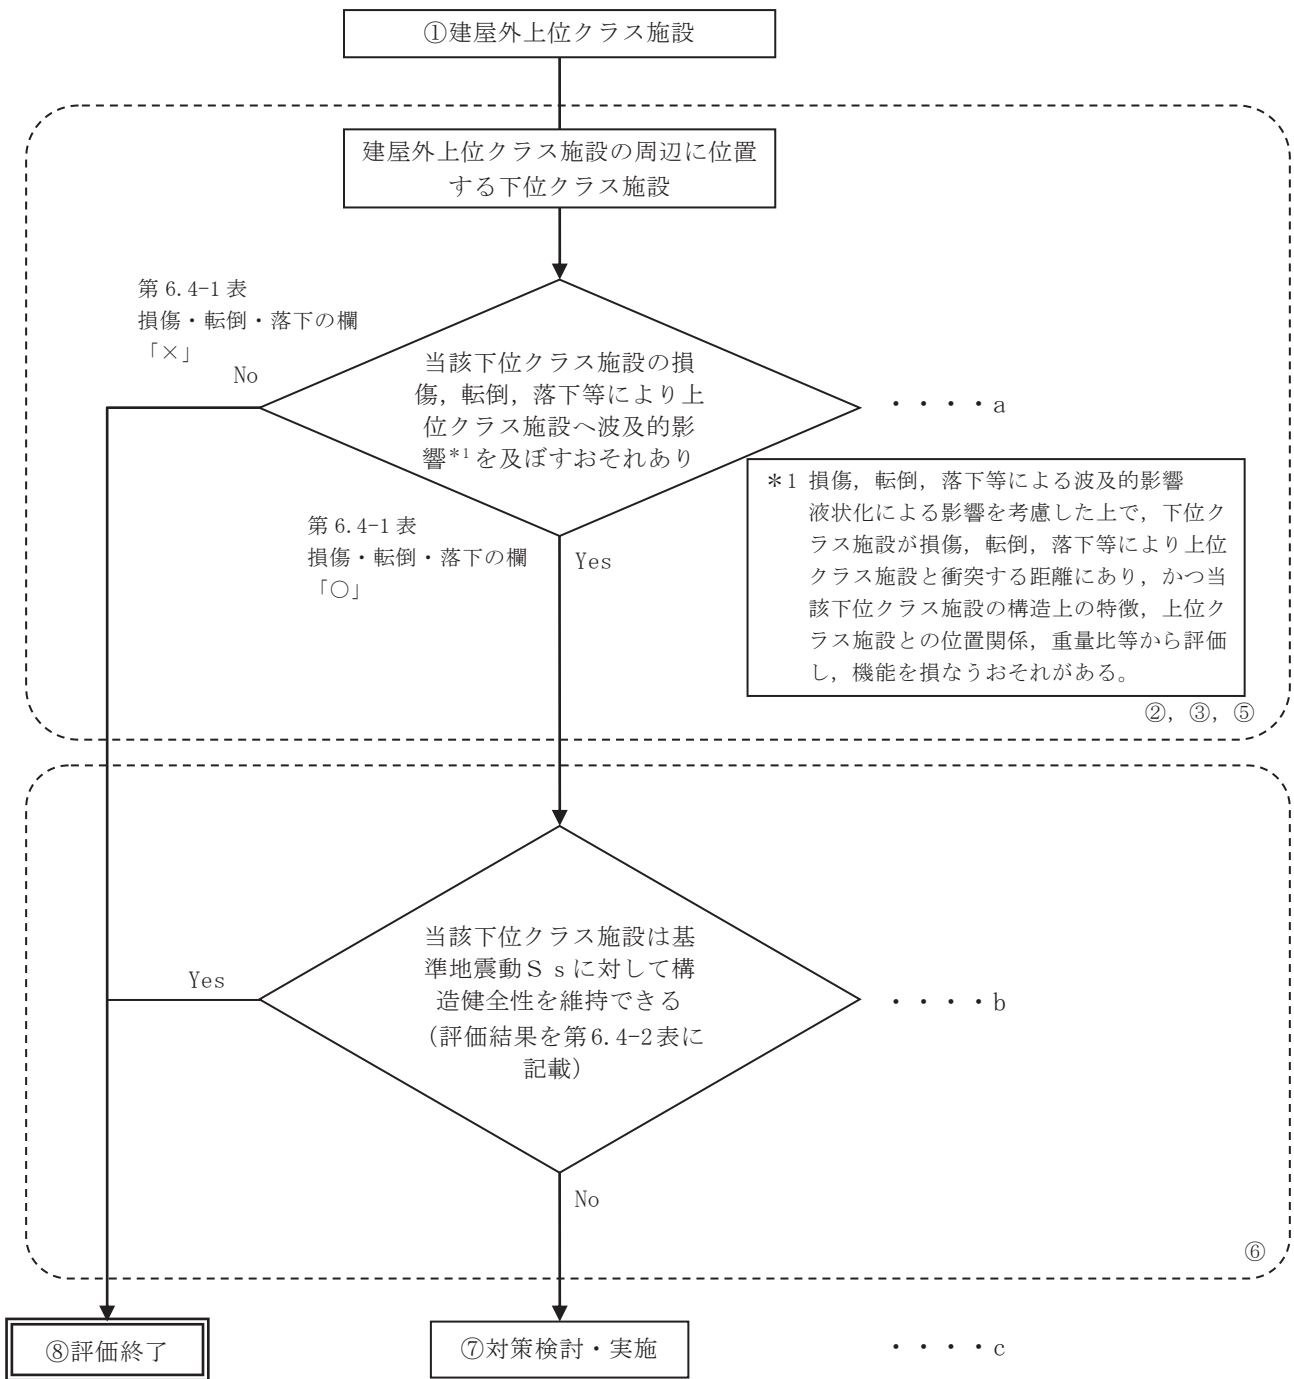 ①建屋外上位クラス施設
建屋外上位クラス施設の周辺に位置
する下位クラス施設
第 6.4-1 表
損傷・転倒・落下の欄
「×」
No
当該下位クラス施設の損
傷，転倒，落下等により上
位クラス施設へ波及的影
響*1を及ぼすおそれあり
・・・・a
＊1 損傷，転倒，落下等による波及的影響
液状化による影響を考慮した上で，下位ク
ラス施設が損傷，転倒，落下等により上位
クラス施設と衝突する距離にあり，かつ当
該下位クラス施設の構造上の特徴，上位ク
ラス施設との位置関係，重量比等から評価
し，機能を損なうおそれがある。
第 6.4-1 表
損傷・転倒・落下の欄
「○」
Yes
②，③，⑤
当該下位クラス施設は基
準地震動Ｓｓに対して構
造健全性を維持できる
（評価結果を第6.4-2表に
記載）
Yes
・・・・b
No
⑥
⑧評価終了
⑦対策検討・実施
・・・・c